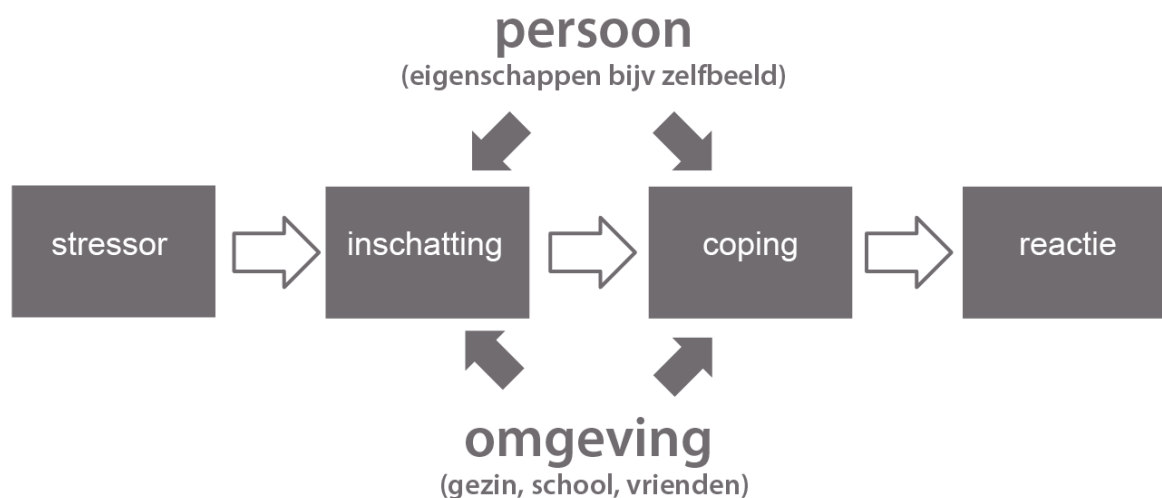 persoon
(eigenschappen bijv zelfbeeld)
stressor
inschatting
coping
reactie
omgeving
(gezin, school, vrienden)